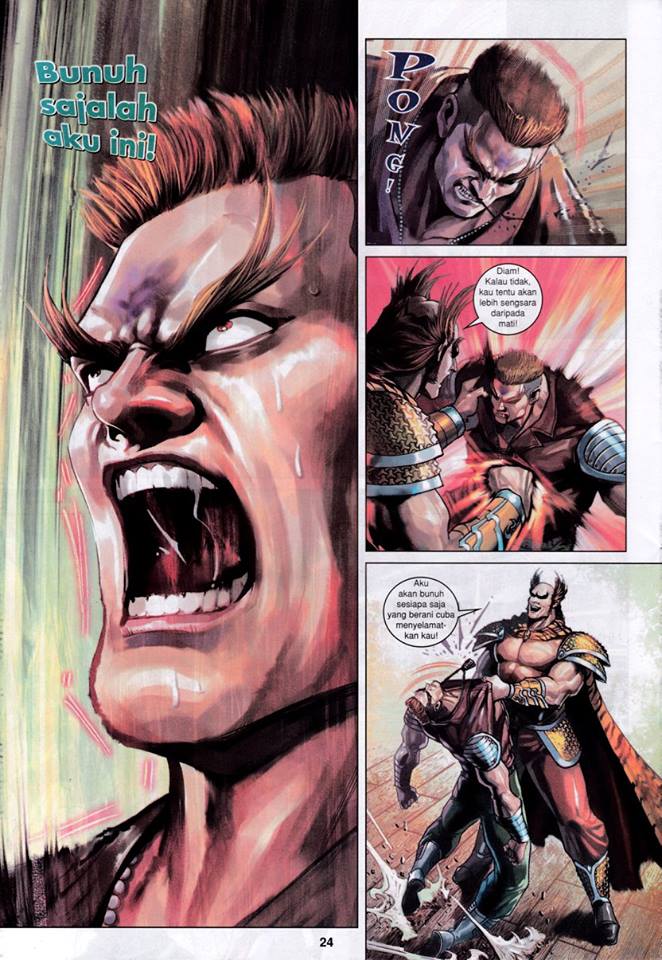 Bunuh
sajalah
aku ini!
PONG!
Diam!
Kalau tidak,
kau tentu akan
lebih sengsara
daripada
mati!
Aku
akan bunuh
sesiapa saja
yang berani cuba
menyelamat-
kan kau!
24